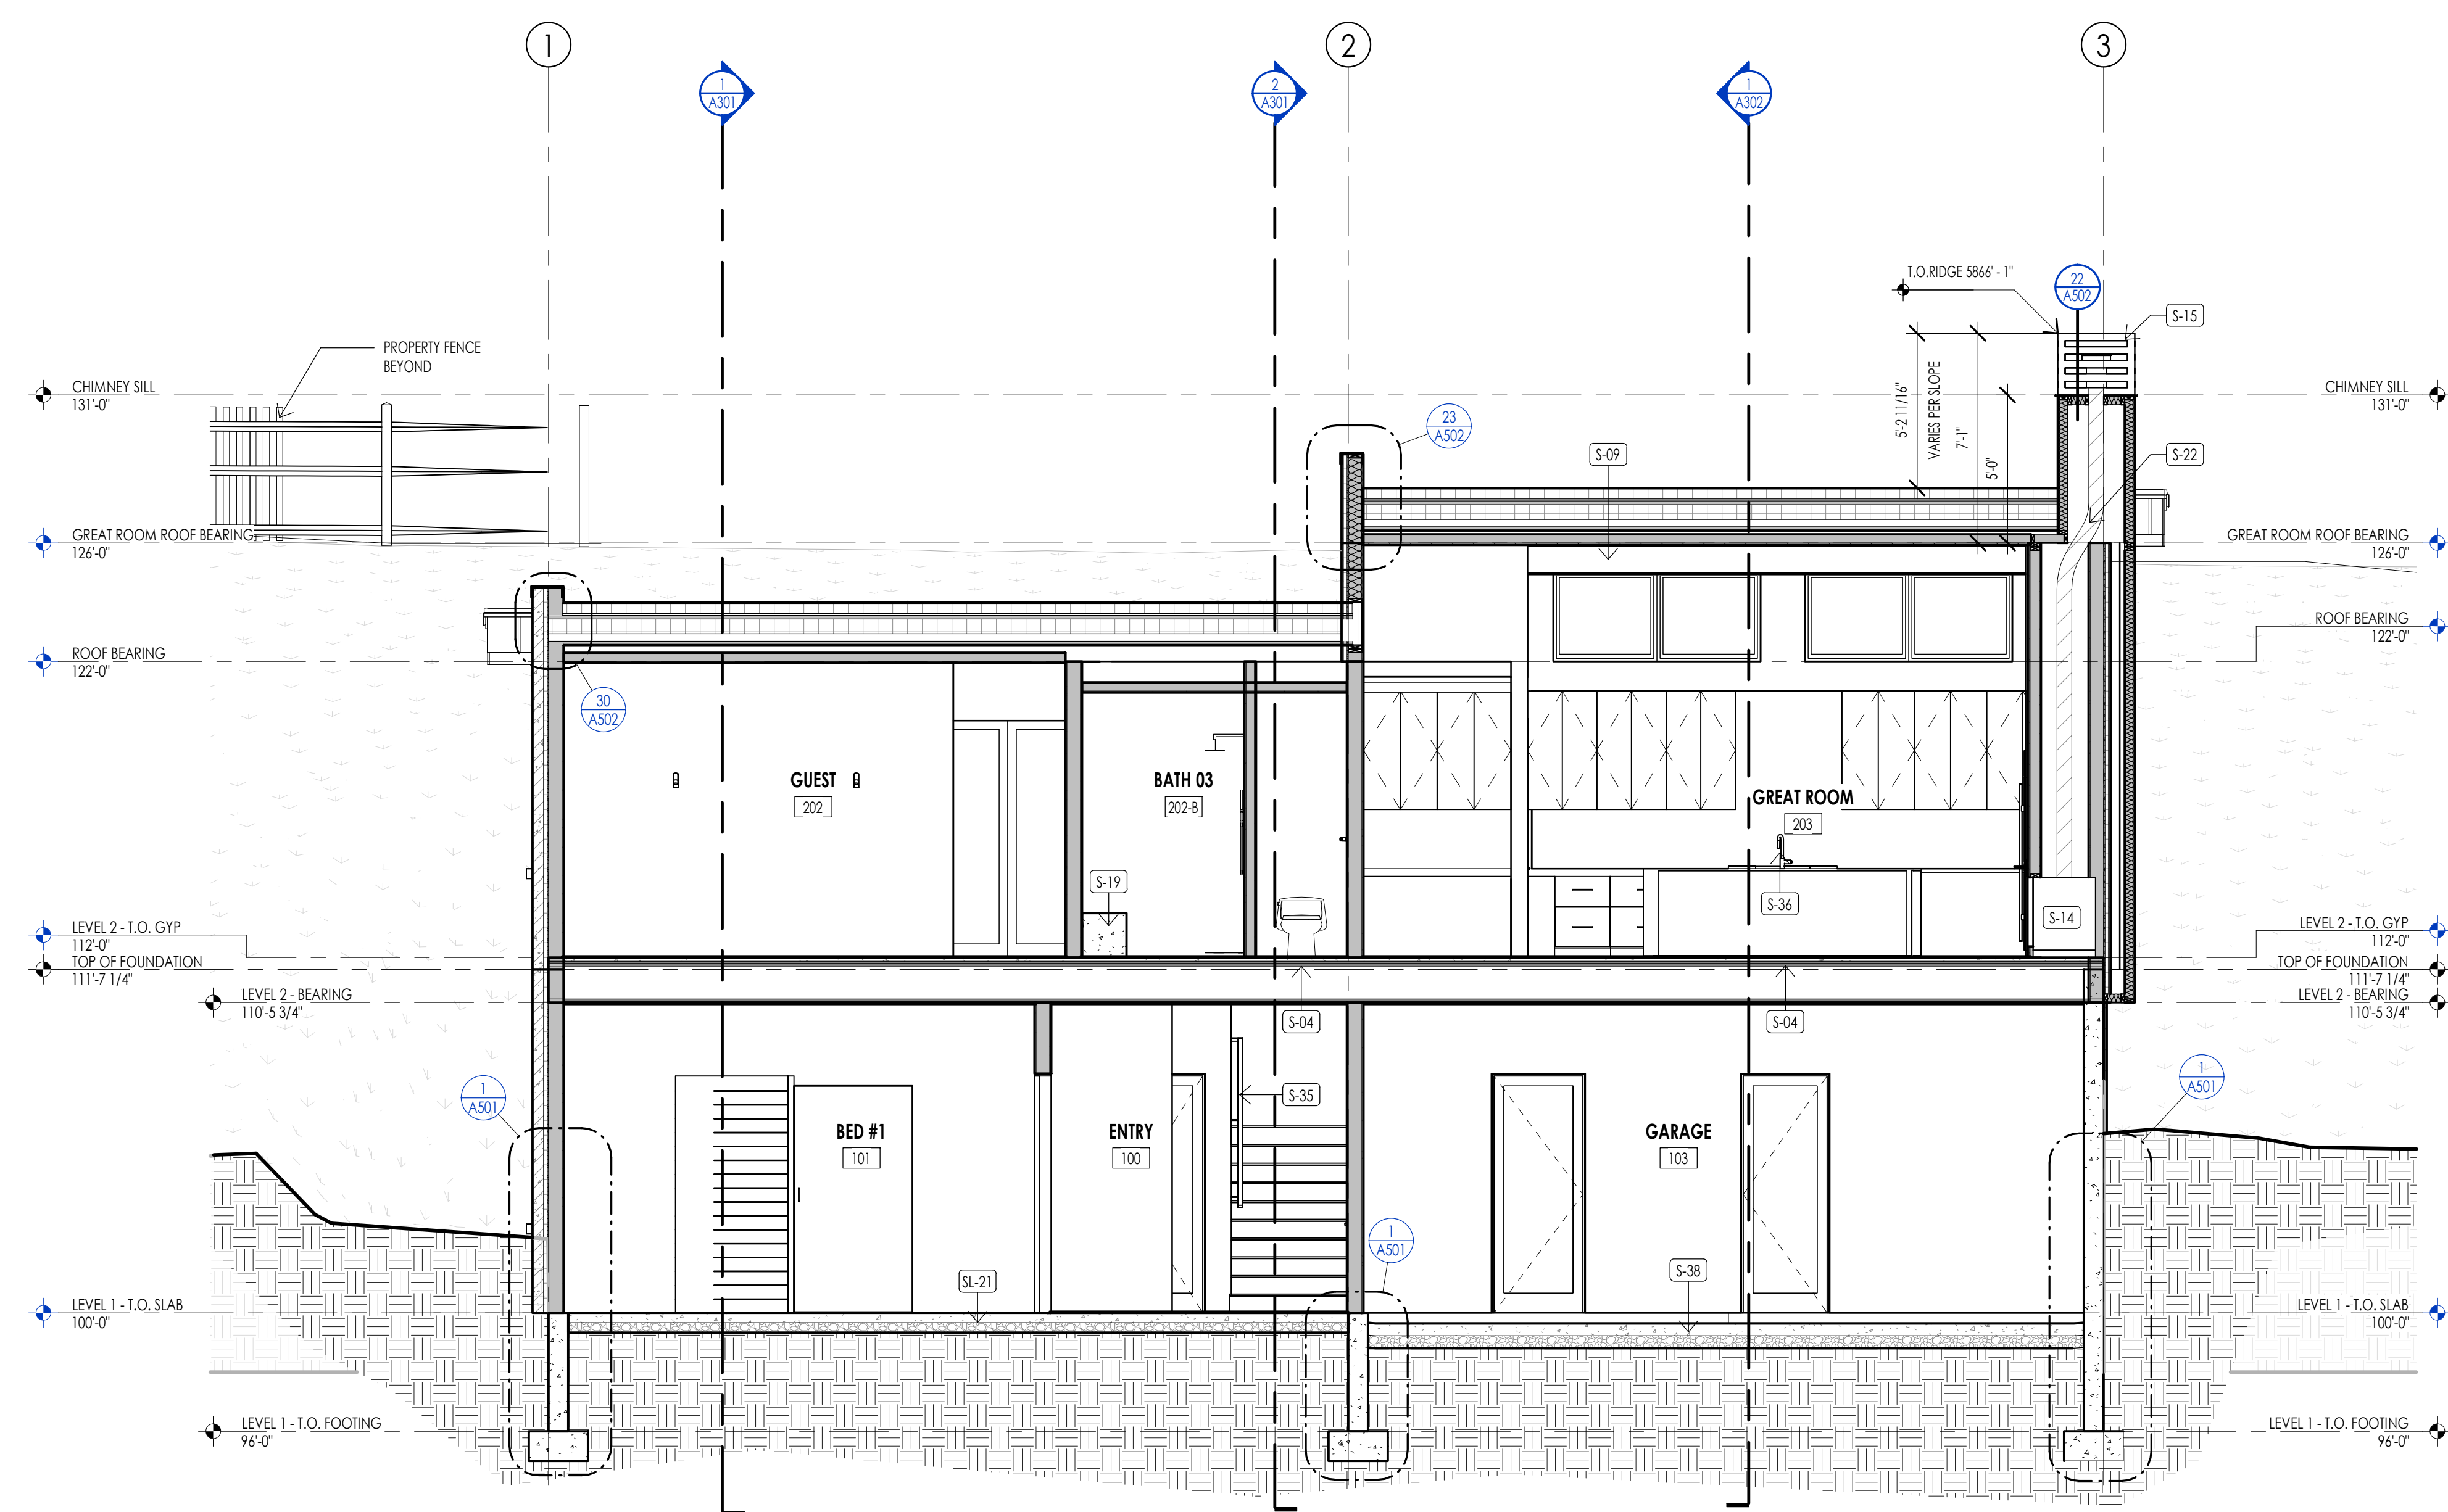 1
2
3
1
A301
2
A301
1
A302
T.O.RIDGE 5866' - 1"
22
A502
S-15
PROPERTY FENCE
BEYOND
CHIMNEY SILL
131'-0"
CHIMNEY SILL
131'-0"
5'-2 11/16"
VARIES PER SLOPE
7'-1"
5'-0"
23
A502
S-09
S-22
GREAT ROOM ROOF BEARING
126'-0"
GREAT ROOM ROOF BEARING
126'-0"
ROOF BEARING
122'-0"
ROOF BEARING
122'-0"
30
A502
GUEST
202
BATH 03
202-B
GREAT ROOM
203
S-19
S-36
S-14
LEVEL 2 - T.O. GYP
112'-0"
TOP OF FOUNDATION
111'-7 1/4"
LEVEL 2 - BEARING
110'-5 3/4"
LEVEL 2 - T.O. GYP
112'-0"
TOP OF FOUNDATION
111'-7 1/4"
LEVEL 2 - BEARING
110'-5 3/4"
S-04
S-04
1
A501
S-35
1
A501
BED #1
101
ENTRY
100
GARAGE
103
1
A501
SL-21
S-38
LEVEL 1 - T.O. SLAB
100'-0"
LEVEL 1 - T.O. SLAB
100'-0"
LEVEL 1 - T.O. FOOTING
96'-0"
LEVEL 1 - T.O. FOOTING
96'-0"